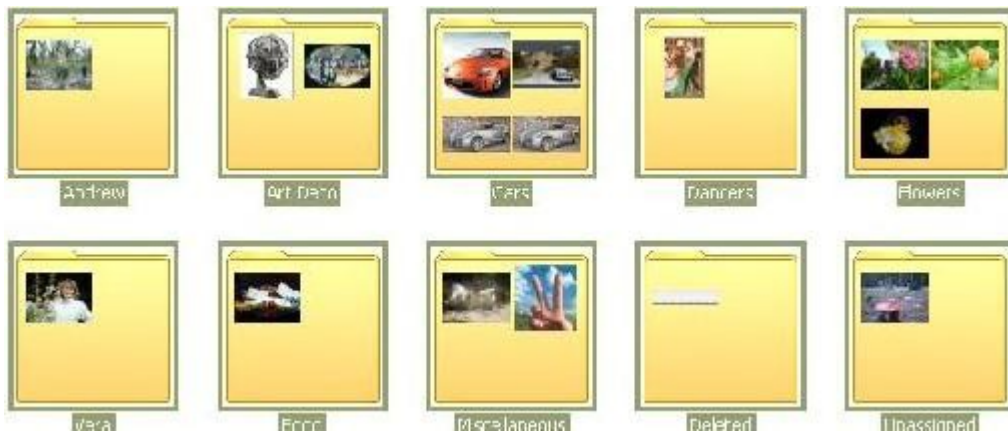 Andrew
Art Deco
Cars
Dancers
Flowers
Vera
Miscellaneous
Deleted
Unassigned